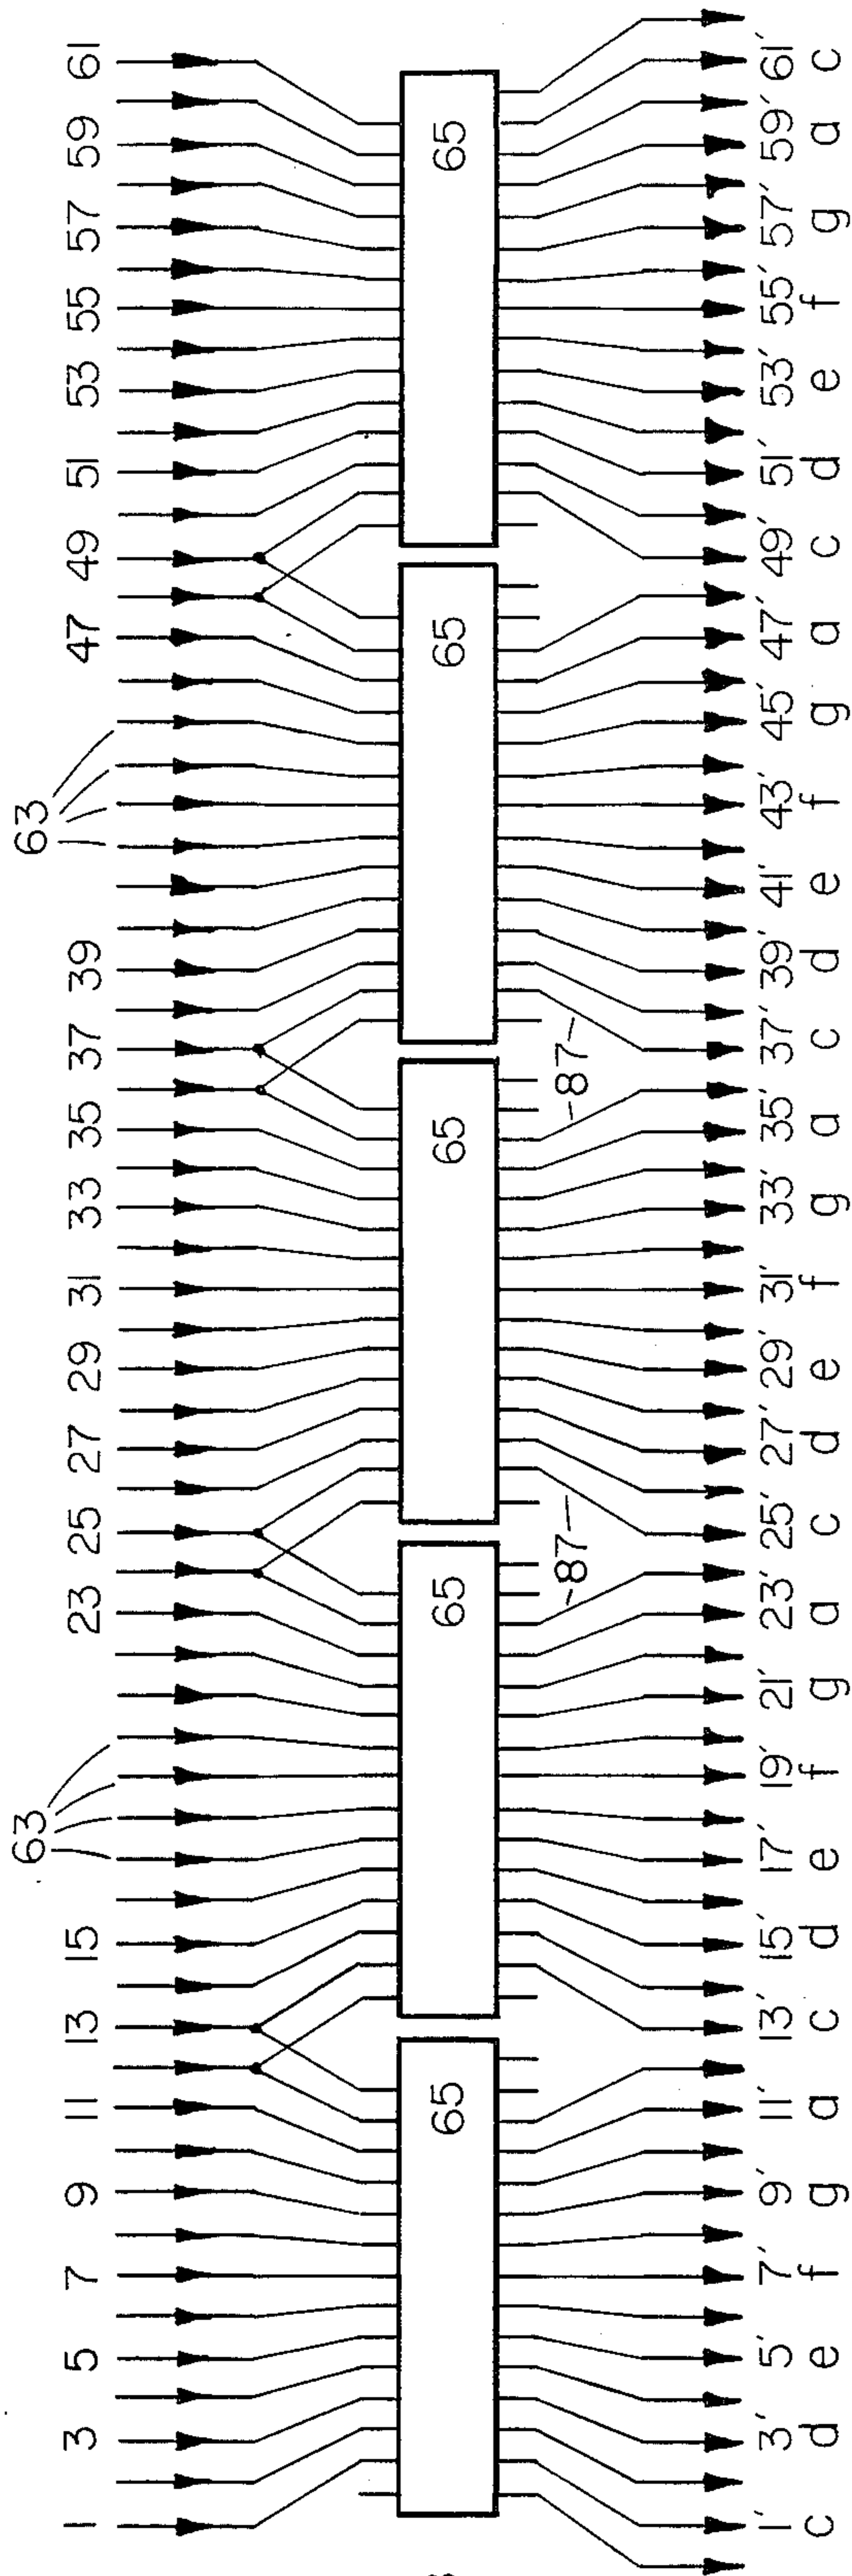 63 63
1 3 5 7 9 11 13 15 23 25 27 29 31 33 35 37 39 47 49 51 53 55 57 59 61
65 65 65 65 65
-87- -87-
1' 3' 5' 7' 9' 11' 13' 15' 17' 19' 21' 23' 25' 27' 29' 31' 33' 35' 37' 39' 41' 43' 45' 47' 49' 51' 53' 55' 57' 59' 61'
c d e f g a c d e f g a c d e f g a c d e f g a c d e f g a c